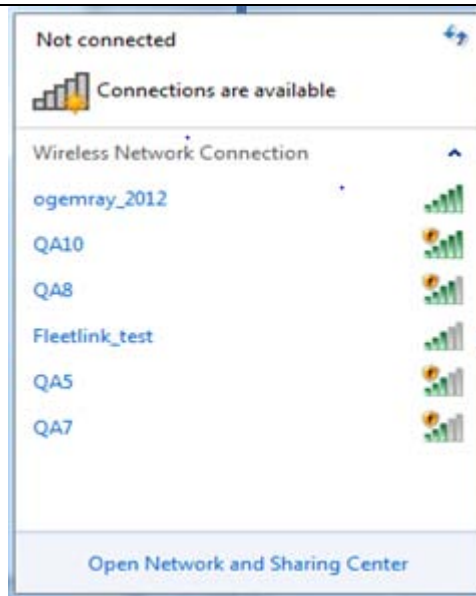 Not connected
Connections are available
Wireless Network Connection
ogemray_2012
QA10
QA8
Fleetlink_test
QA5
QA7
Open Network and Sharing Center